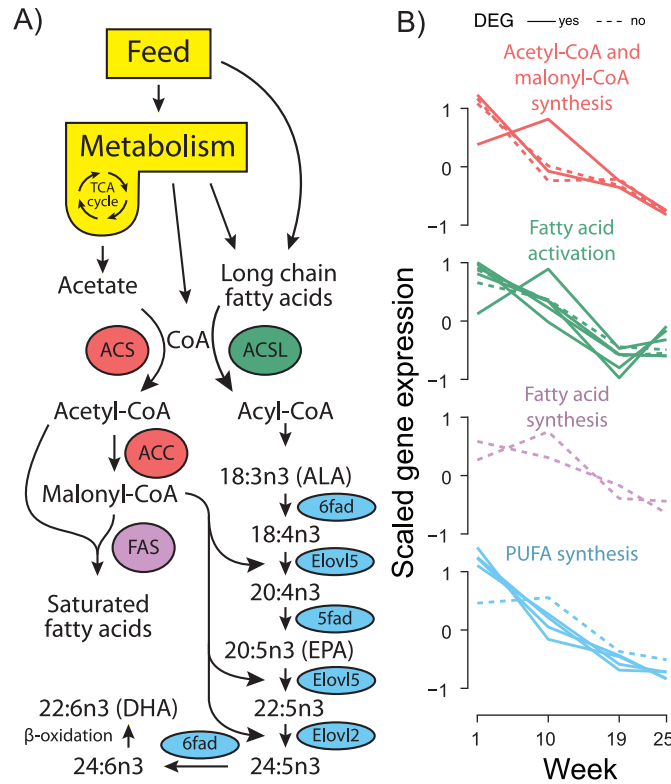 A)
Feed
Metabolism
TCA
cycle
Acetate
Long chain
fatty acids
CoA
ACS
ACSL
Acetyl-CoA
Acyl-CoA
ACC
Malonyl-CoA
FAS
Saturated
fatty acids
18:3n3 (ALA)
6fad
18:4n3
Elovl5
20:4n3
5fad
20:5n3 (EPA)
Elovl5
22:5n3
Elovl2
24:5n3
6fad
24:6n3
β-oxidation
22:6n3 (DHA)
B)
DEG yes no
Scaled gene expression
Acetyl-CoA and
malonyl-CoA
synthesis
1
0
−1
Fatty acid
activation
1
0
−1
Fatty acid
synthesis
1
0
−1
PUFA synthesis
1
0
−1
1 10 19 25
Week